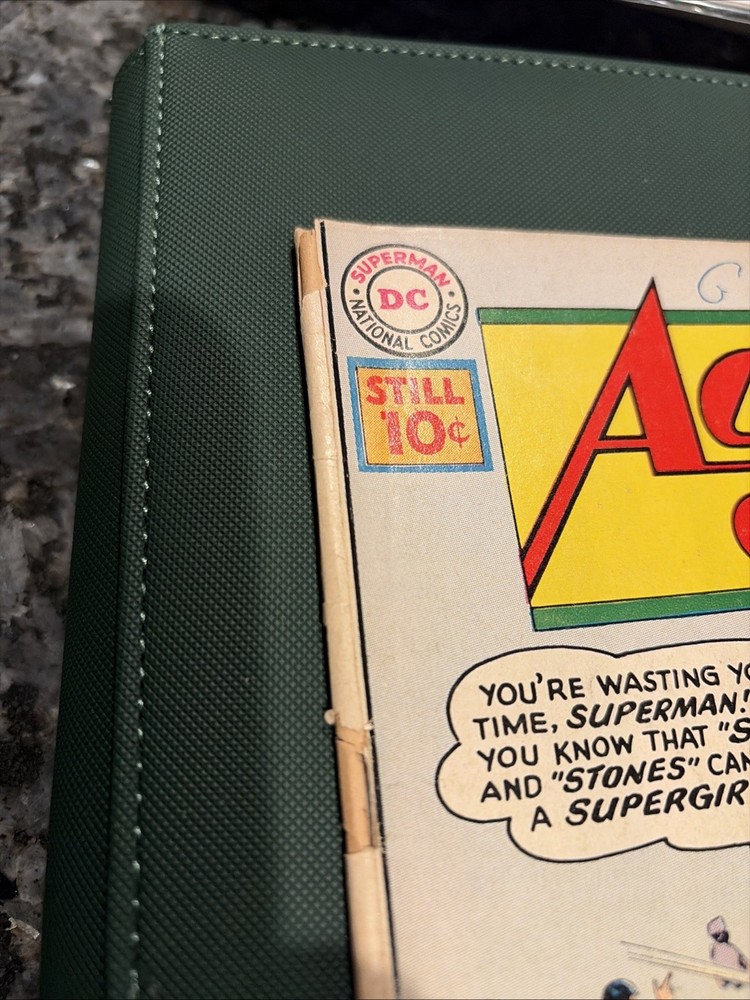 SUPERMAN
DC
NATIONAL COMICS
STILL
10¢
G
A
YOU'RE WASTING
TIME, SUPERMAN!
YOU KNOW THAT "S
AND "STONES" CAN
A SUPERGIR